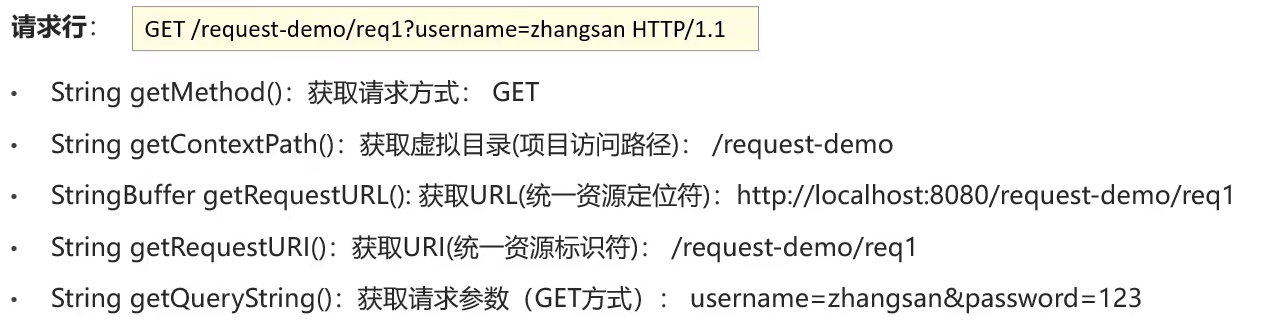 请求行： GET /request-demo/req1?username=zhangsan HTTP/1.1
• String getMethod()：获取请求方式： GET
• String getContextPath()：获取虚拟目录(项目访问路径)： /request-demo
• StringBuffer getRequestURL(): 获取URL(统一资源定位符)：http://localhost:8080/request-demo/req1
• String getRequestURI()：获取URI(统一资源标识符)： /request-demo/req1
• String getQueryString()：获取请求参数（GET方式）： username=zhangsan&password=123